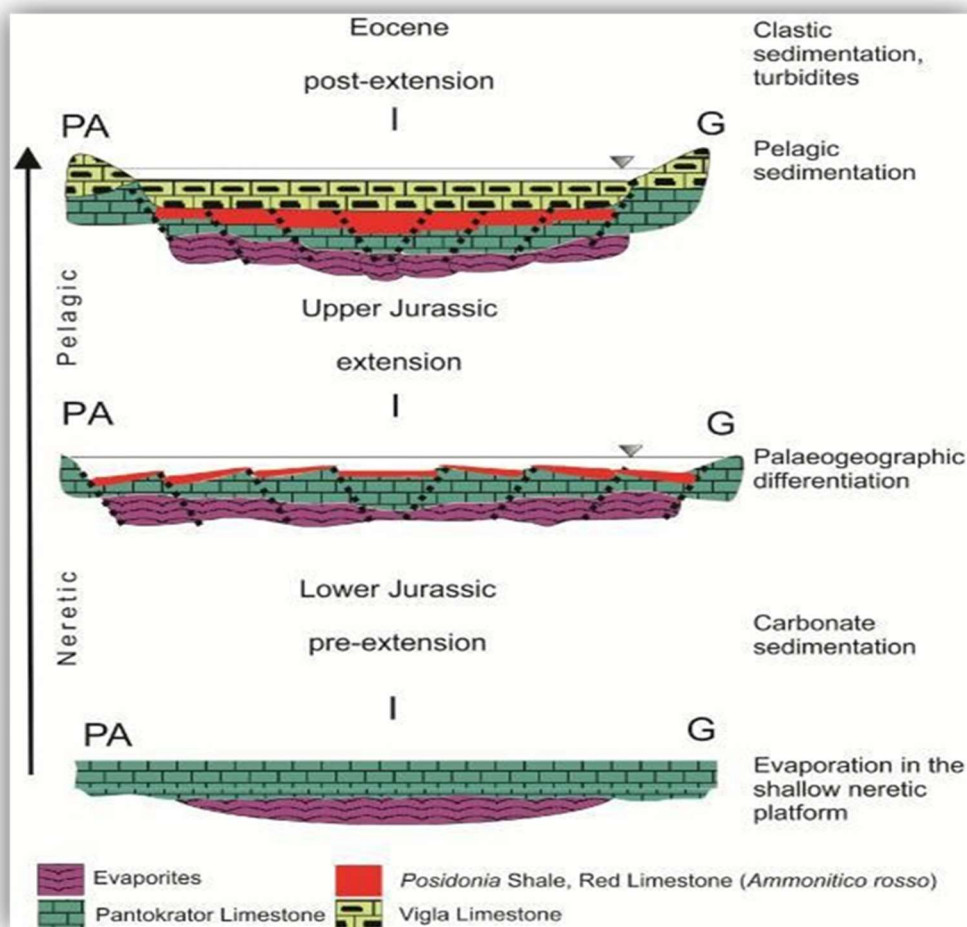 Eocene
post-extension
I
Clastic
sedimentation,
turbidites
PA
G
Pelagic
sedimentation
Pelagic
Upper Jurassic
extension
I
PA
G
Palaeogeographic
differentiation
Neretic
Lower Jurassic
pre-extension
I
Carbonate
sedimentation
PA
G
Evaporation in the
shallow neretic
platform
Evaporites
Posidonia Shale, Red Limestone (Ammonitico rosso)
Pantokrator Limestone
Vigla Limestone